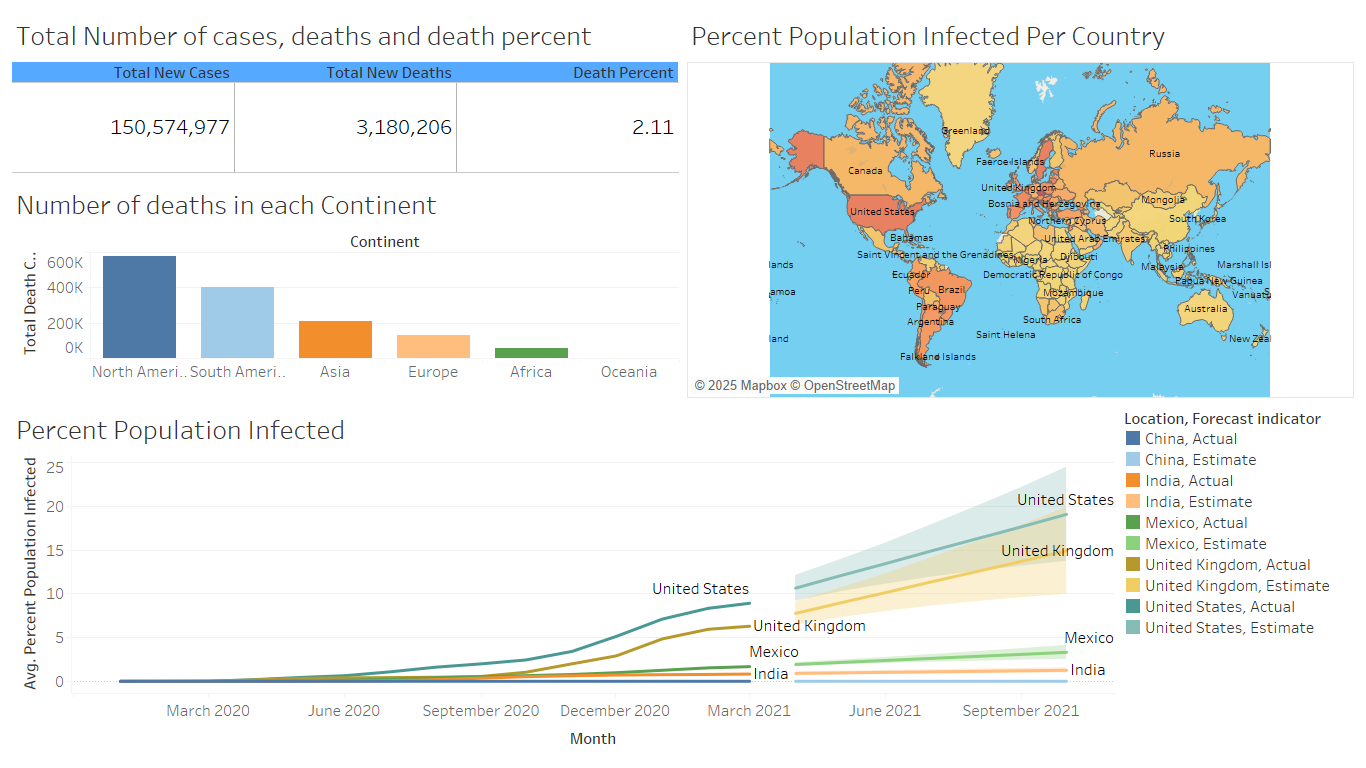 Total Number of cases, deaths and death percent
Total New Cases Total New Deaths Death Percent
150,574,977 3,180,206 2.11
Number of deaths in each Continent
Continent
Total Death C..
600K
400K
200K
0K
North Ameri.. South Ameri.. Asia Europe Africa Oceania
Percent Population Infected Per Country
Greenland
Faeroe Islands
Russia
Canada
United Kingdom
Bosnia and Herzegovina
Mongolia
United States
Northern Cyprus
South Korea
Bahamas
United Arab Emirates
Philippines
Saint Vincent and the Grenadines
Nigeria
Djibouti
lands
Ecuador
Democratic Republic of Congo
Malaysia
Marshall Isl
Papua New Guinea
amoa
Peru
Brazil
Mozambique
Vanuatu
S
Paraguay
Australia
Argentina
South Africa
land
Saint Helena
New Zeal
Falkland Islands
© 2025 Mapbox © OpenStreetMap
Percent Population Infected
Avg. Percent Population Infected
25
20
15
10
5
0
United States
United Kingdom
Mexico
India
United States
United Kingdom
Mexico
India
March 2020 June 2020 September 2020 December 2020 March 2021 June 2021 September 2021
Month
Location, Forecast indicator
China, Actual
China, Estimate
India, Actual
India, Estimate
Mexico, Actual
Mexico, Estimate
United Kingdom, Actual
United Kingdom, Estimate
United States, Actual
United States, Estimate